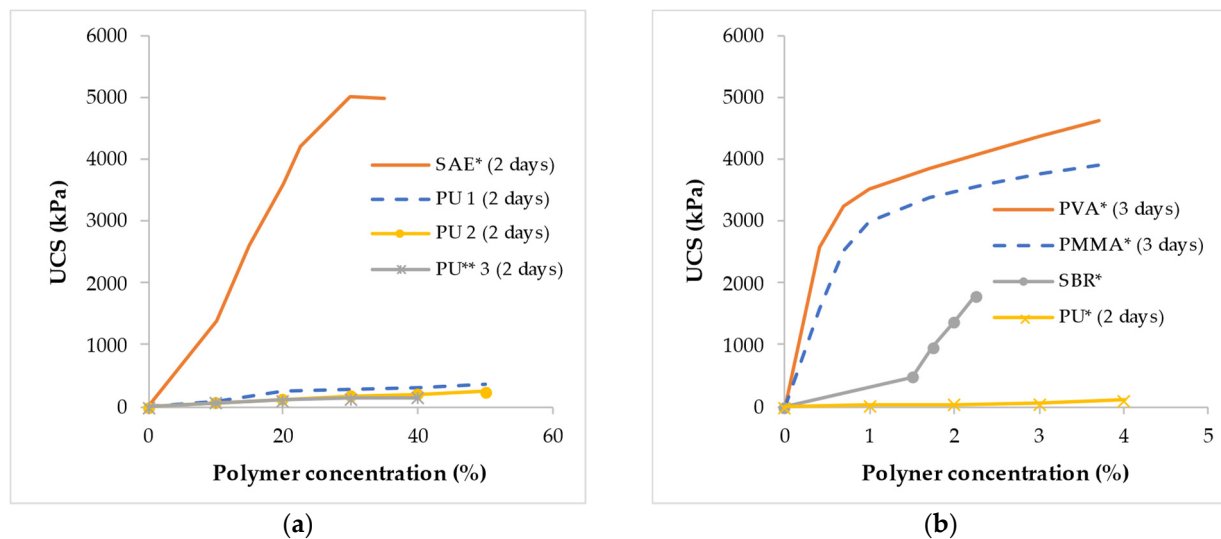 6000
5000
4000
3000
2000
1000
0
UCS (kPa)
SAE* (2 days)
PU 1 (2 days)
PU 2 (2 days)
PU** 3 (2 days)
0 20 40 60
Polymer concentration (%)
(a)
6000
5000
4000
3000
2000
1000
0
UCS (kPa)
PVA* (3 days)
PMMA* (3 days)
SBR*
PU* (2 days)
0 1 2 3 4 5
Polyner concentration (%)
(b)